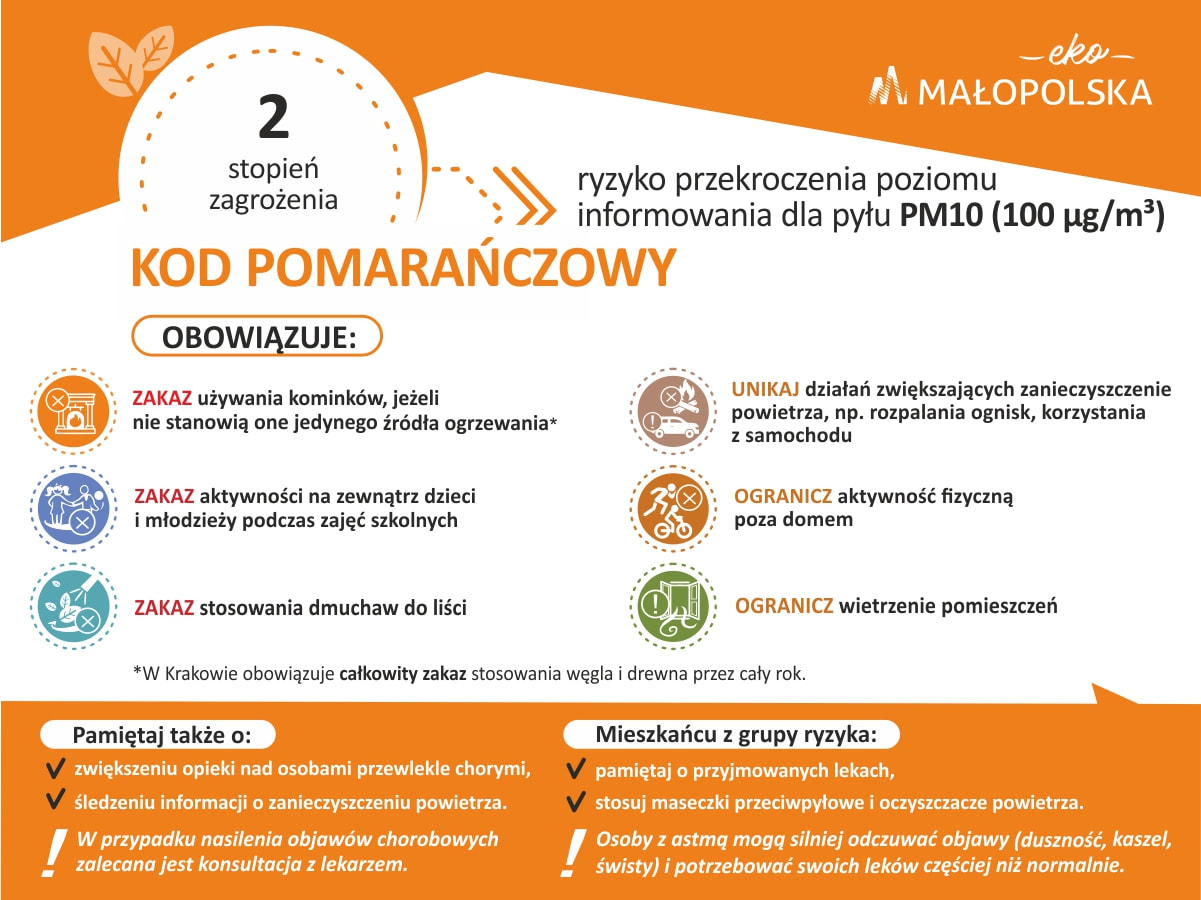 eko
MAŁOPOLSKA
2
stopień
zagrożenia
ryzyko przekroczenia poziomu
informowania dla pyłu PM10 (100 µg/m³)
KOD POMARAŃCZOWY
OBOWIĄZUJE:
ZAKAZ używania kominków, jeżeli
nie stanowią one jedynego źródła ogrzewania*
ZAKAZ aktywności na zewnątrz dzieci
i młodzieży podczas zajęć szkolnych
ZAKAZ stosowania dmuchaw do liści
UNIKAJ działań zwiększających zanieczyszczenie
powietrza, np. rozpalania ognisk, korzystania
z samochodu
OGRANICZ aktywność fizyczną
poza domem
OGRANICZ wietrzenie pomieszczeń
*W Krakowie obowiązuje całkowity zakaz stosowania węgla i drewna przez cały rok.
Pamiętaj także o:
zwiększeniu opieki nad osobami przewlekle chorymi,
śledzeniu informacji o zanieczyszczeniu powietrza.
! W przypadku nasilenia objawów chorobowych
zalecana jest konsultacja z lekarzem.
Mieszkańcu z grupy ryzyka:
pamiętaj o przyjmowanych lekach,
stosuj maseczki przeciwpyłowe i oczyszczacze powietrza.
! Osoby z astmą mogą silniej odczuwać objawy (duszność, kaszel,
świsty) i potrzebować swoich leków częściej niż normalnie.